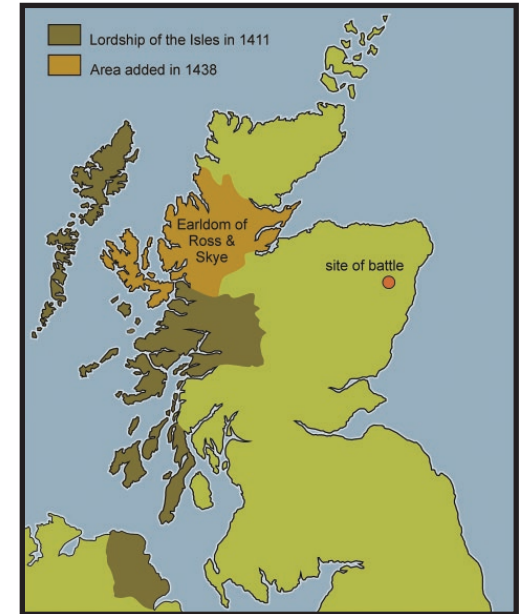 Lordship of the Isles in 1411
Area added in 1438
Earldom of
Ross &
Skye
site of battle